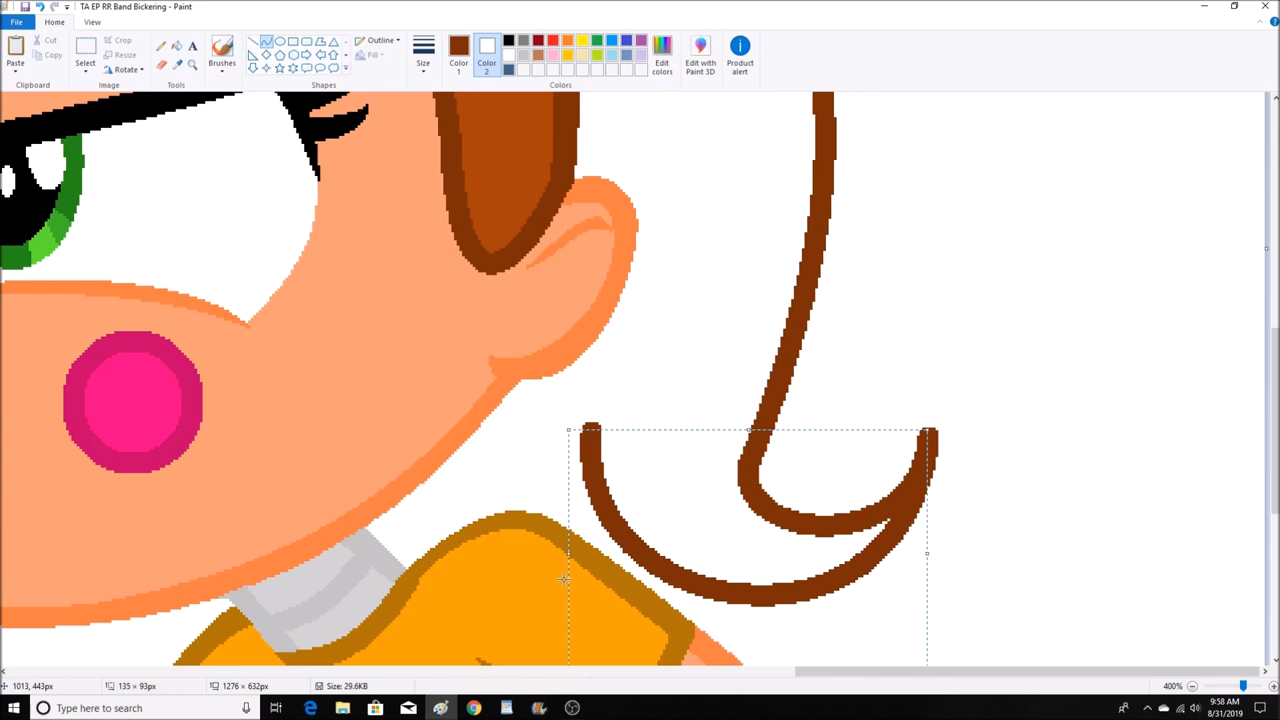 TA EP RR Band Bickering - Paint
File
Home
View
Paste
Cut
Copy
Clipboard
Select
Crop
Resize
Rotate
Image
A
Tools
Brushes
Outline
Fill
Shapes
Size
Color 1
Color 2
Edit colors
Colors
Edit with Paint 3D
Product alert
1013, 443px
135 × 93px
1276 × 632px
Size: 29.6KB
400%
Type here to search
9:58 AM
8/31/2019